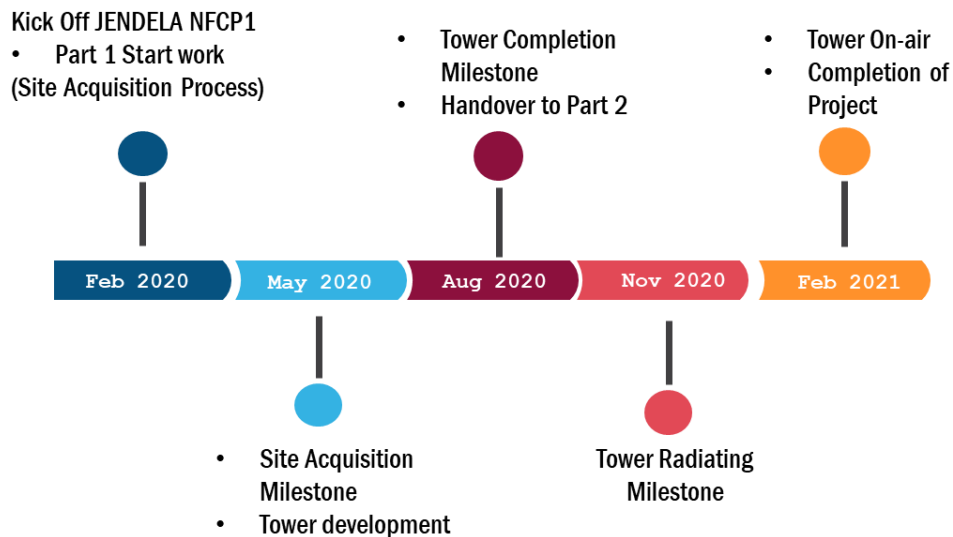 Kick Off JENDELA NFCP1
• Part 1 Start work
(Site Acquisition Process)
• Tower Completion
Milestone
• Handover to Part 2
• Tower On-air
• Completion of
Project
Feb 2020
May 2020
Aug 2020
Nov 2020
Feb 2021
• Site Acquisition
Milestone
• Tower development
Tower Radiating
Milestone